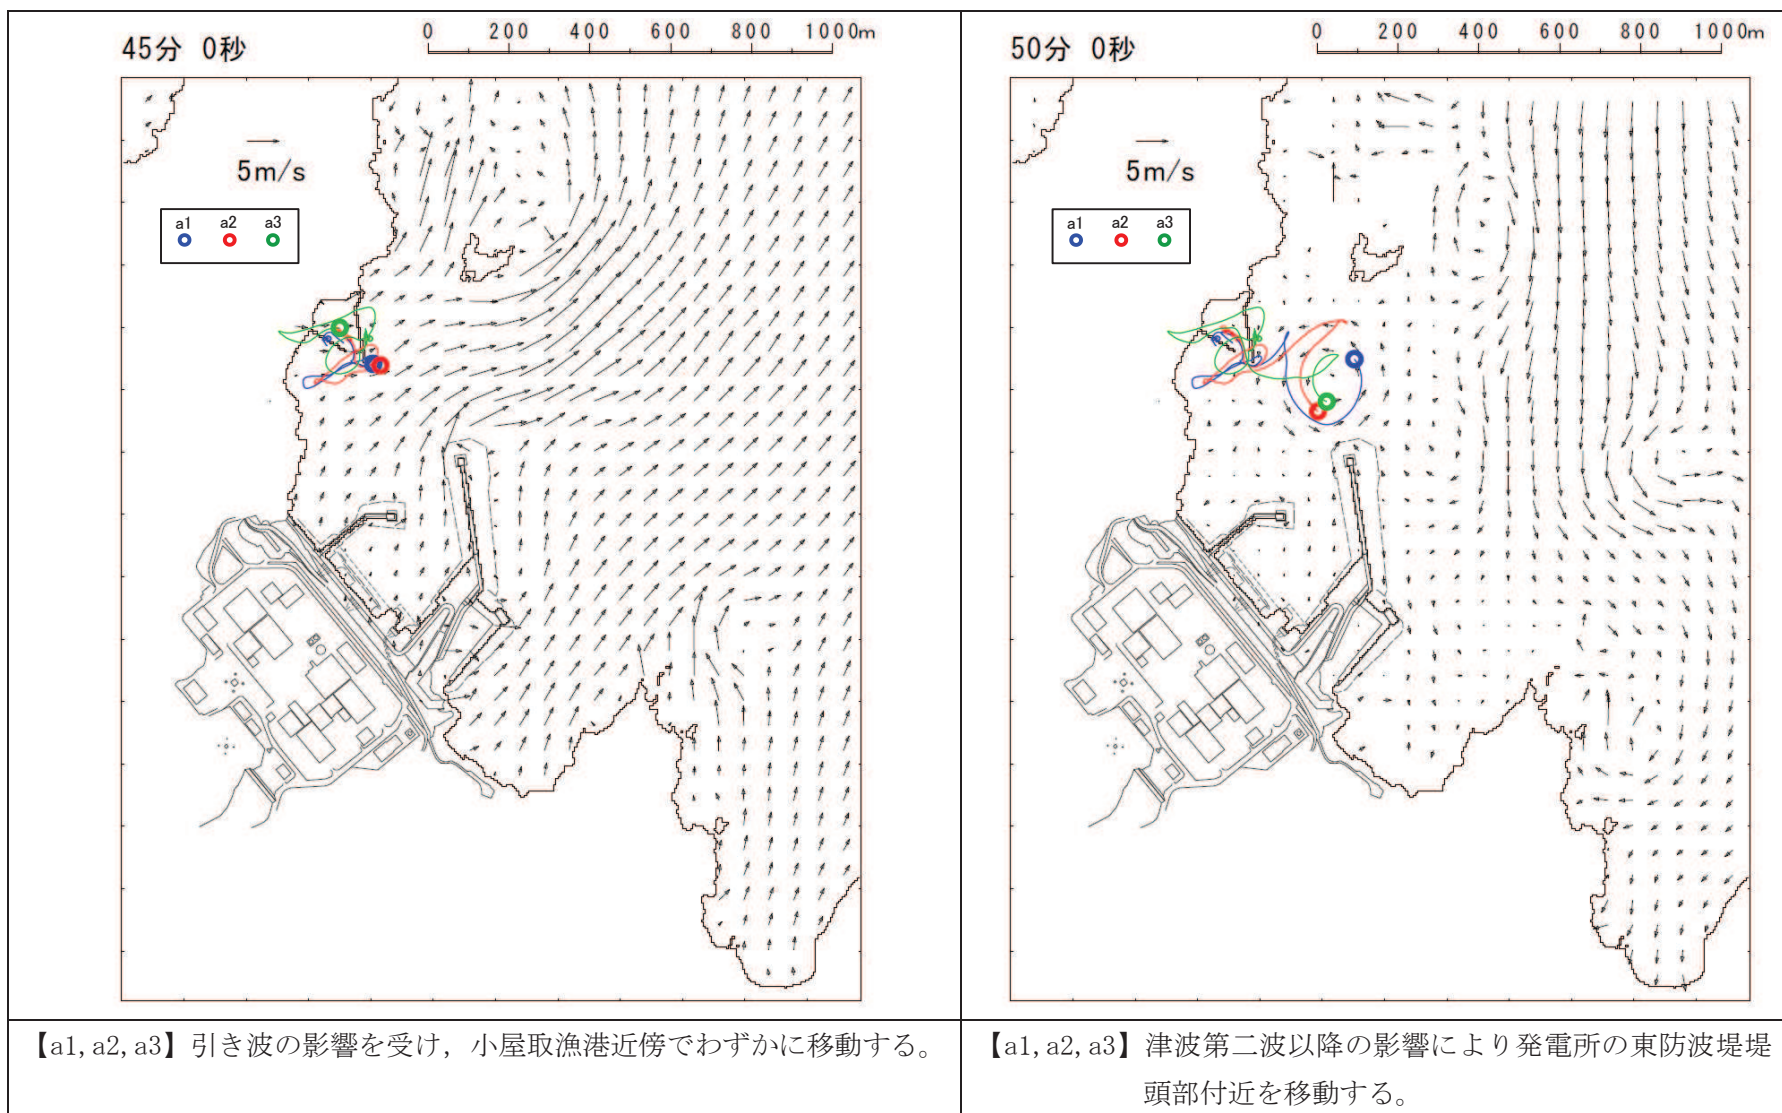 45分 0秒
0 200 400 600 800 1000m
5m/s
a1 a2 a3
【a1,a2,a3】引き波の影響を受け，小屋取漁港近傍でわずかに移動する。
50分 0秒
0 200 400 600 800 1000m
5m/s
a1 a2 a3
【a1,a2,a3】津波第二波以降の影響により発電所の東防波堤堤
頭部付近を移動する。